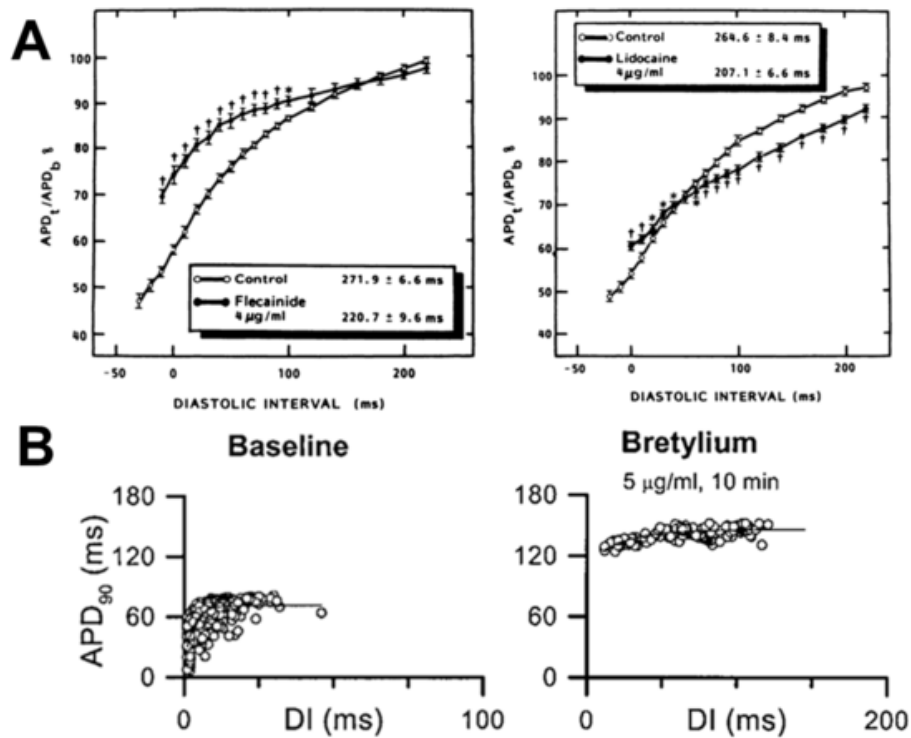 A
APDt/APDb %
100
90
80
70
60
50
40
† † † † † † † † † † *
Control 271.9 ± 6.6 ms
Flecainide
4 µg/ml 220.7 ± 9.6 ms
-50 0 100 200
DIASTOLIC INTERVAL (ms)
Control 264.6 ± 8.4 ms
Lidocaine
4µg/ml 207.1 ± 6.6 ms
APDt/APDb %
100
90
80
70
60
50
40
-50 0 100 200
DIASTOLIC INTERVAL (ms)
B
Baseline
APD90 (ms)
180
120
60
0
0 100
DI (ms)
Bretylium
5 µg/ml, 10 min
180
120
60
0
0 200
DI (ms)